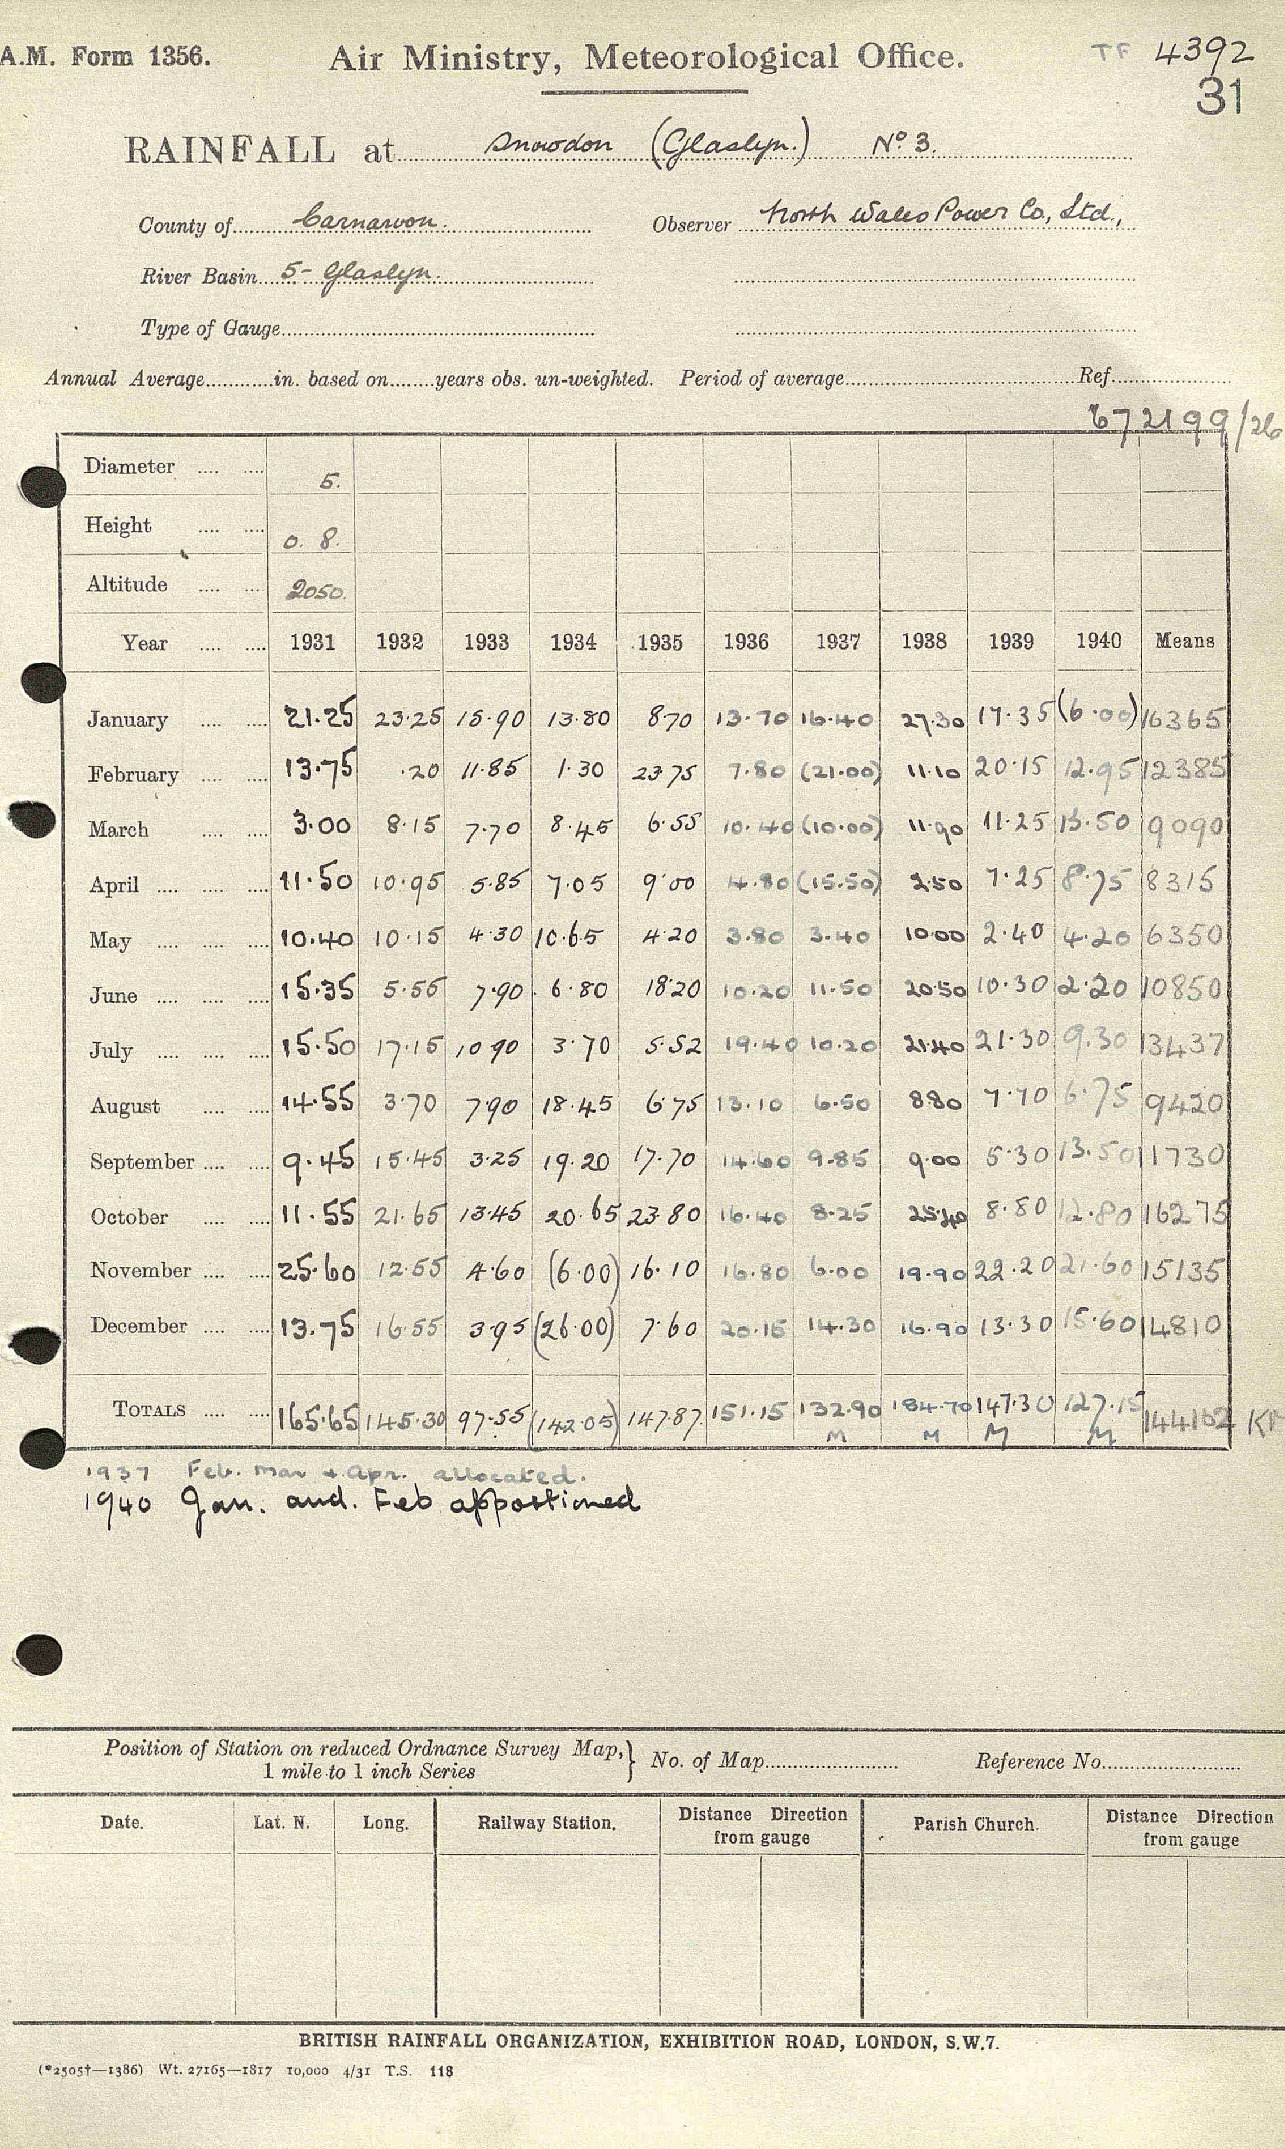 A.M. Form 1356. Air Ministry, Meteorological Office. TF 4392
31
RAINFALL at Snowdon (Glaslyn.) No 3.
County of Carnarvon. Observer North Wales Power Co, Ltd.,
River Basin 5- Glaslyn.
Type of Gauge
Annual Average in. based on years obs. un-weighted. Period of average Ref.
672199/26
Diameter 5.
Height 0. 8.
Altitude 2050.
Year 1931 1932 1933 1934 1935 1936 1937 1938 1939 1940 Means
January 21.25 23.25 15.90 13.80 8.70 13.70 16.40 27.30 17.35 (6.00) 16365
February 13.75 .20 11.85 1.30 23.75 7.80 (21.00) 11.10 20.15 12.95 12385
March 3.00 8.15 7.70 8.45 6.55 10.40 (10.00) 11.90 11.25 13.50 9090
April 11.50 10.95 5.85 7.05 9.00 4.80 (15.50) 2.50 7.25 8.75 8315
May 10.40 10.15 4.30 10.65 4.20 3.80 3.40 10.00 2.40 4.20 6350
June 15.35 5.55 7.90 6.80 18.20 10.20 11.50 20.50 10.30 2.20 10850
July 15.50 17.15 10.90 3.70 5.52 19.40 10.20 21.40 21.30 9.30 13437
August 14.55 3.70 7.90 18.45 6.75 13.10 6.50 8.80 7.70 6.75 9420
September 9.45 15.45 3.25 19.20 17.70 14.60 9.85 9.00 5.30 13.50 11730
October 11.55 21.65 13.45 20.65 23.80 16.40 8.25 25.40 8.80 12.80 16275
November 25.60 12.55 4.60 (6.00) 16.10 16.80 6.00 19.90 22.20 21.60 15135
December 13.75 16.55 3.95 (26.00) 7.60 20.15 14.30 16.90 13.30 15.60 14810
TOTALS 165.65 145.30 97.55 (142.05) 147.87 151.15 132.90 184.70 147.30 127.15 144162
M M M M
1937 Feb. Mar + Apr. allocated.
1940 Jan. and. Feb apportioned
Position of Station on reduced Ordnance Survey Map, } No. of Map Reference No.
1 mile to 1 inch Series
Date. Lat. N. Long. Railway Station. Distance Direction from gauge Parish Church. Distance Direction from gauge
BRITISH RAINFALL ORGANIZATION, EXHIBITION ROAD, LONDON, S.W.7.
(*2505†—1386) Wt. 27165—1817 10,000 4/31 T.S. 118